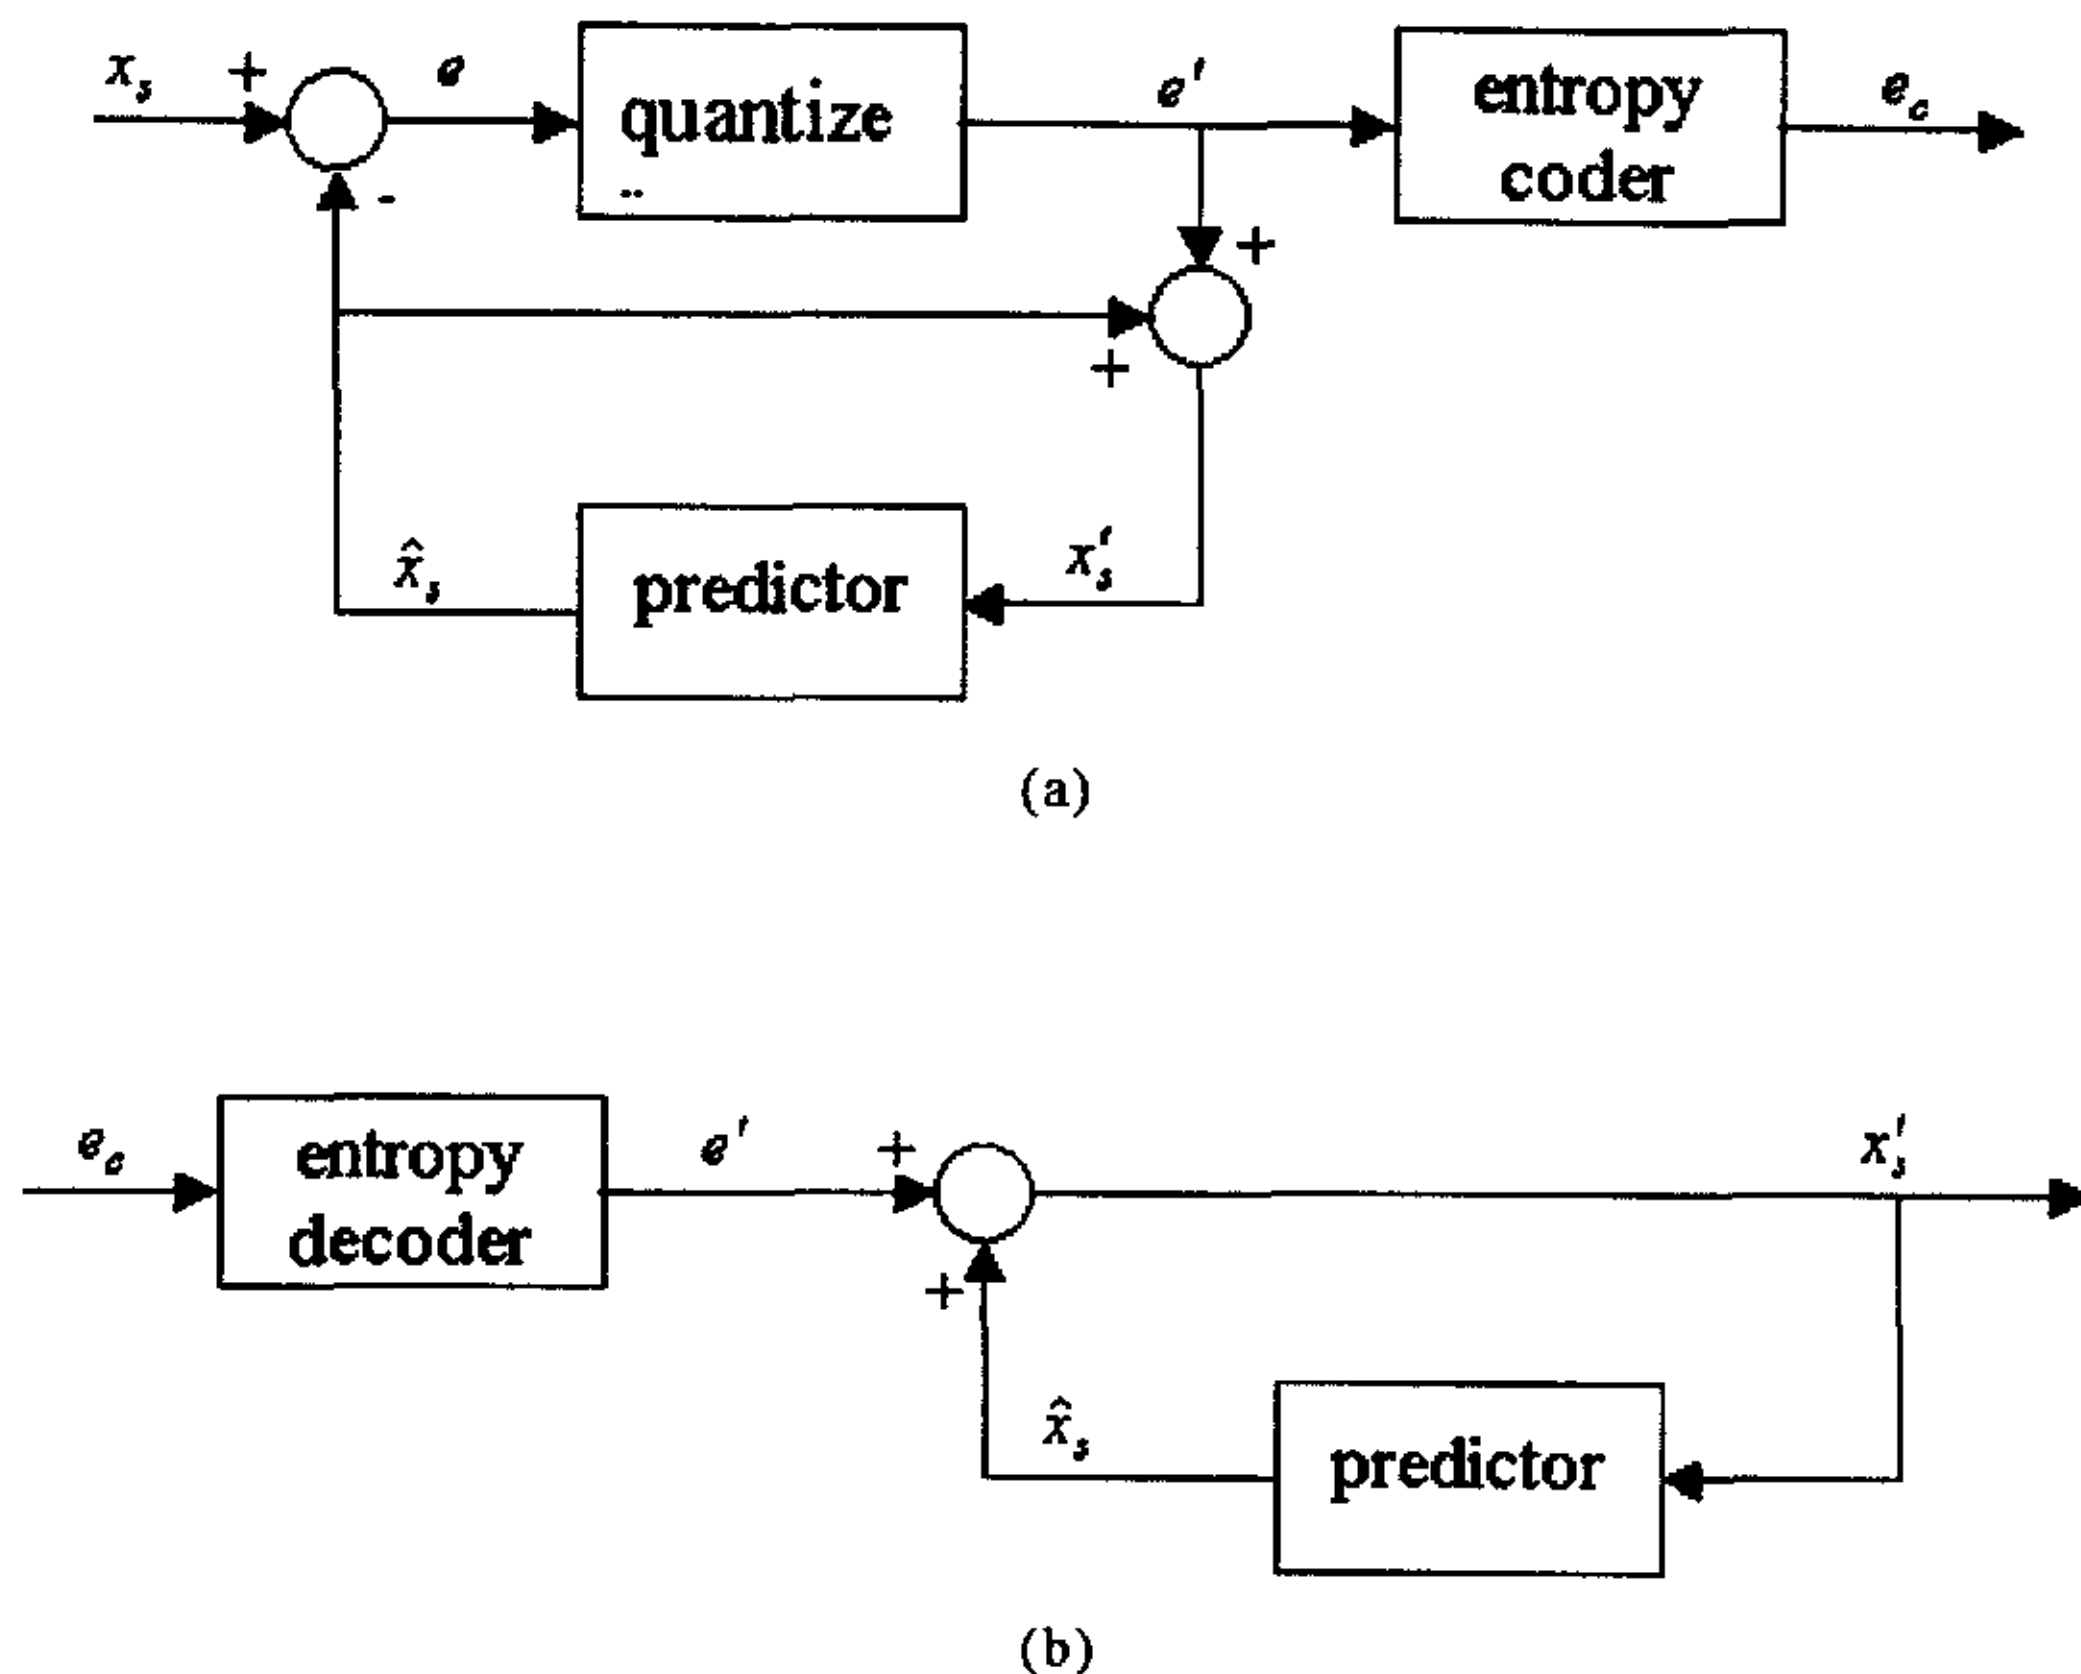 x_s + e quantize e' entropy coder e_c
..
-
+
+
x̂_s predictor x'_s
(a)
e_c entropy decoder e' + x'_s
+
x̂_s predictor
(b)